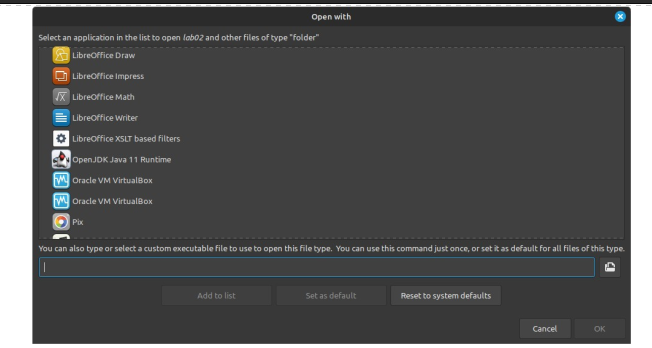 Open with
Select an application in the list to open lab02 and other files of type "folder"
LibreOffice Draw
LibreOffice Impress
LibreOffice Math
LibreOffice Writer
LibreOffice XSLT based filters
OpenJDK Java 11 Runtime
Oracle VM VirtualBox
Oracle VM VirtualBox
Pix
You can also type or select a custom executable file to use to open this file type. You can use this command just once, or set it as default for all files of this type.
Add to list Set as default Reset to system defaults
Cancel OK